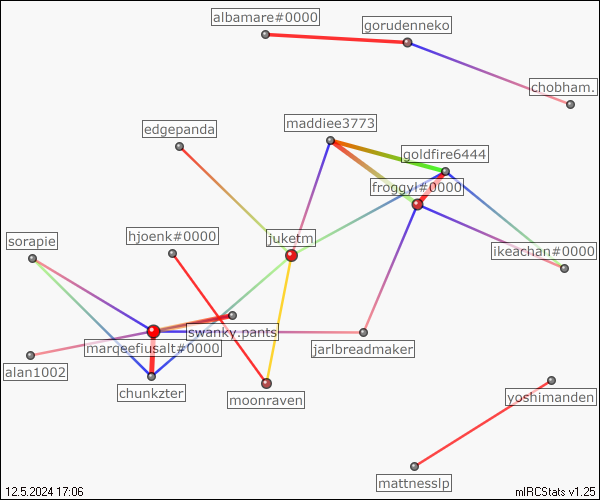 albamare#0000
gorudenneko
chobham.
maddiee3773
edgepanda
goldfire6444
froggyl#0000
hjoenk#0000
juketm
sorapie
ikeachan#0000
swanky.pants
marqeefiusalt#0000
jarlbreadmaker
alan1002
chunkzter
moonraven
yoshimanden
mattnesslp
12.5.2024 17:06
mIRCStats v1.25